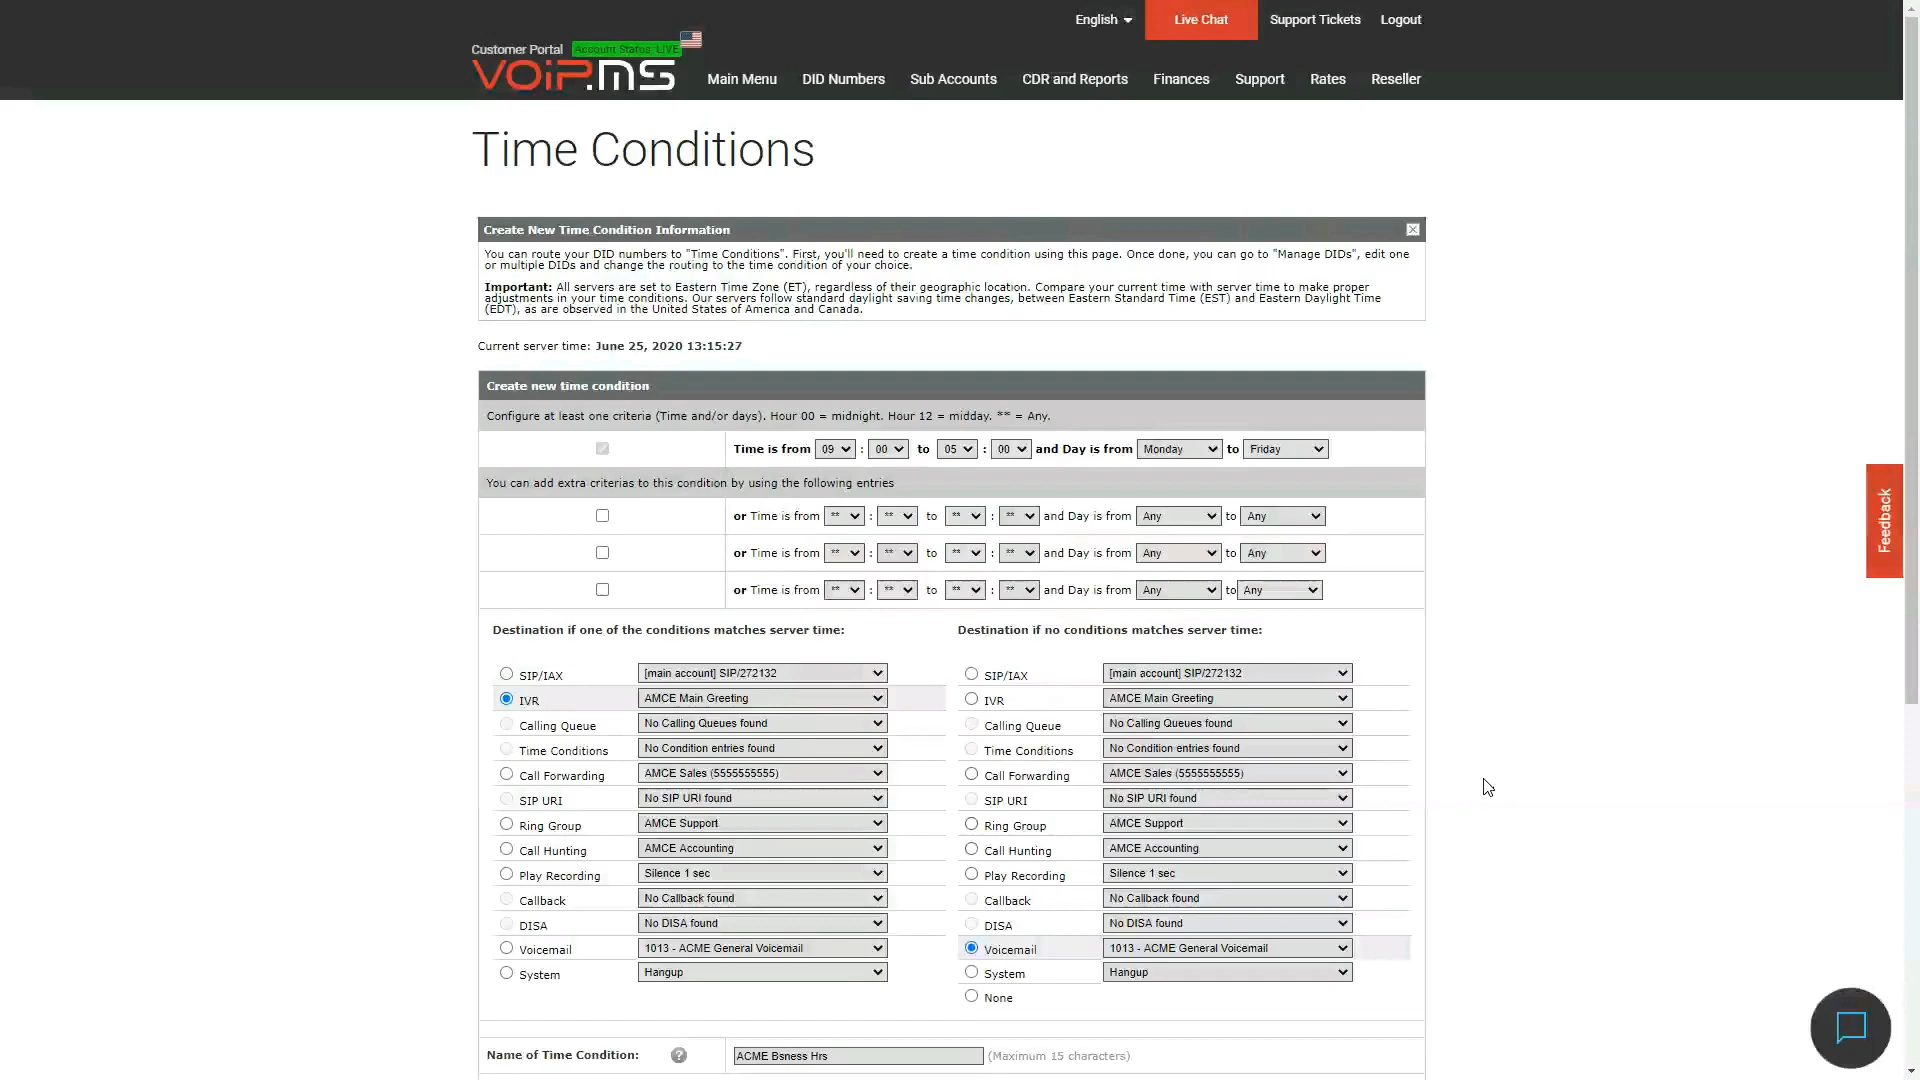 English
Live Chat
Support Tickets
Logout
Customer Portal
Account Status: LIVE
VOiP.MS
Main Menu
DID Numbers
Sub Accounts
CDR and Reports
Finances
Support
Rates
Reseller
Time Conditions
Create New Time Condition Information
You can route your DID numbers to "Time Conditions". First, you'll need to create a time condition using this page. Once done, you can go to "Manage DIDs", edit one
or multiple DIDs and change the routing to the time condition of your choice.
Important: All servers are set to Eastern Time Zone (ET), regardless of their geographic location. Compare your current time with server time to make proper
adjustments in your time conditions. Our servers follow standard daylight saving time changes, between Eastern Standard Time (EST) and Eastern Daylight Time
(EDT), as are observed in the United States of America and Canada.
Current server time: June 25, 2020 13:15:27
Create new time condition
Configure at least one criteria (Time and/or days). Hour 00 = midnight. Hour 12 = midday. ** = Any.
Time is from 09 : 00 to 05 : 00 and Day is from Monday to Friday
You can add extra criterias to this condition by using the following entries
or Time is from ** : ** to ** : ** and Day is from Any to Any
or Time is from ** : ** to ** : ** and Day is from Any to Any
or Time is from ** : ** to ** : ** and Day is from Any to Any
Destination if one of the conditions matches server time:
SIP/IAX [main account] SIP/272132
IVR AMCE Main Greeting
Calling Queue No Calling Queues found
Time Conditions No Condition entries found
Call Forwarding AMCE Sales (5555555555)
SIP URI No SIP URI found
Ring Group AMCE Support
Call Hunting AMCE Accounting
Play Recording Silence 1 sec
Callback No Callback found
DISA No DISA found
Voicemail 1013 - ACME General Voicemail
System Hangup
Destination if no conditions matches server time:
SIP/IAX [main account] SIP/272132
IVR AMCE Main Greeting
Calling Queue No Calling Queues found
Time Conditions No Condition entries found
Call Forwarding AMCE Sales (5555555555)
SIP URI No SIP URI found
Ring Group AMCE Support
Call Hunting AMCE Accounting
Play Recording Silence 1 sec
Callback No Callback found
DISA No DISA found
Voicemail 1013 - ACME General Voicemail
System Hangup
None
Name of Time Condition: ? ACME Bsness Hrs (Maximum 15 characters)
Feedback